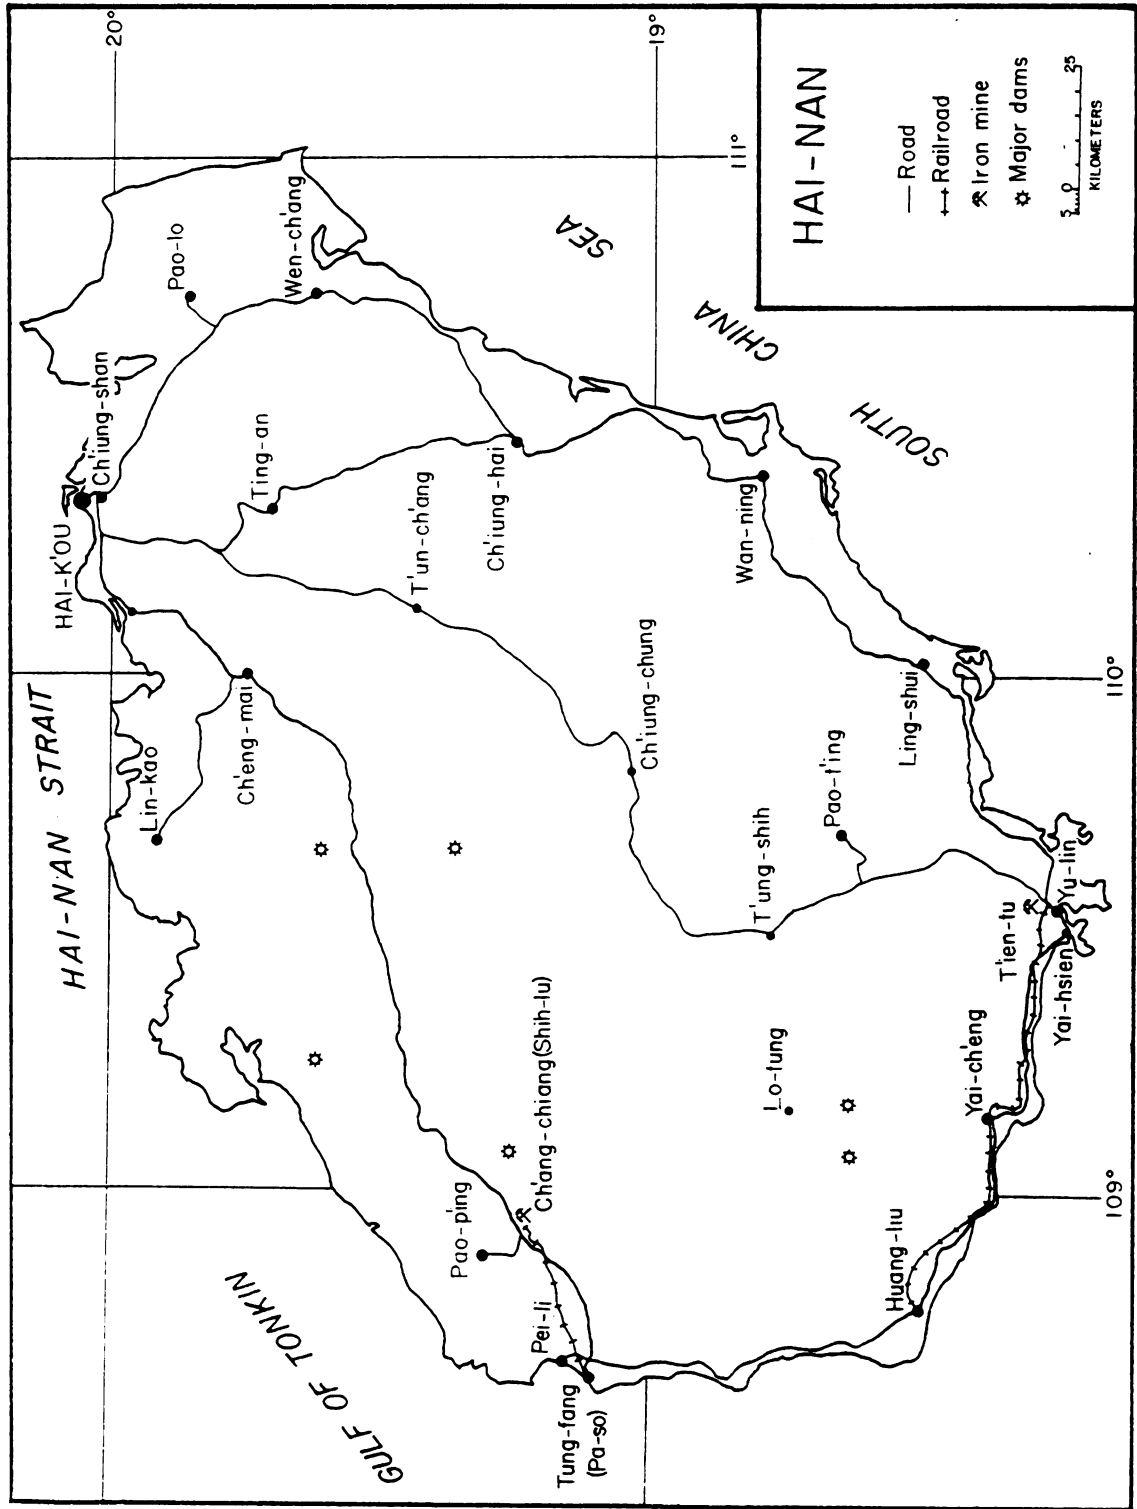 HAI-NAN STRAIT
GULF OF TONKIN
SOUTH CHINA SEA
20°
19°
111°
110°
109°
HAI-K'OU
Ch'iung-shan
Pao-lo
Wen-ch'ang
Ting-an
T'un-ch'ang
Ch'iung-hai
Lin-kao
Ch'eng-mai
Wan-ning
Ch'iung-chung
Ling-shui
Pao-t'ing
T'ung-shih
Ch'ang-chiang (Shih-lu)
Pao-p'ing
Pei-li
Tung-fang
(Pa-so)
Lo-tung
Huang-liu
Yai-ch'eng
T'ien-tu
Yai-hsien
Yu-lin
HAI-NAN
Road
Railroad
Iron mine
Major dams
5 0 25
KILOMETERS